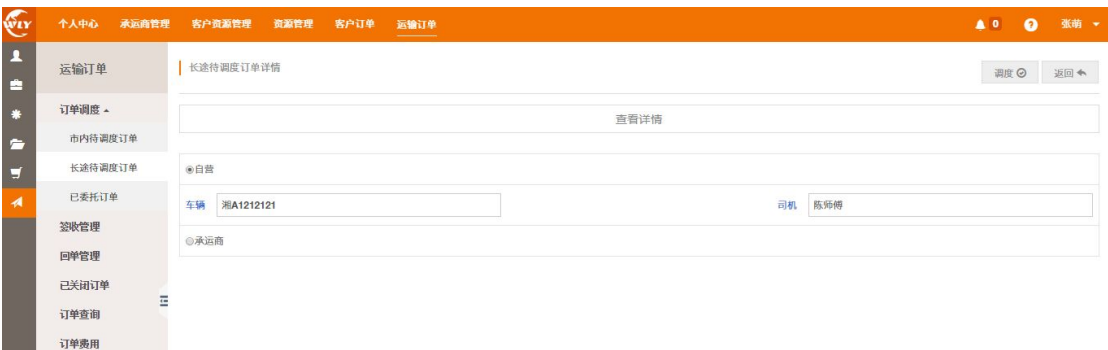 WLY 个人中心 承运商管理 客户资源管理 资源管理 客户订单 运输订单 0 ? 张萌
运输订单
长途待调度订单详情
调度 返回
订单调度
查看详情
市内待调度订单
长途待调度订单
自营
已委托订单
车辆 湘A1212121 司机 陈师傅
签收管理
承运商
回单管理
已关闭订单
订单查询
订单费用